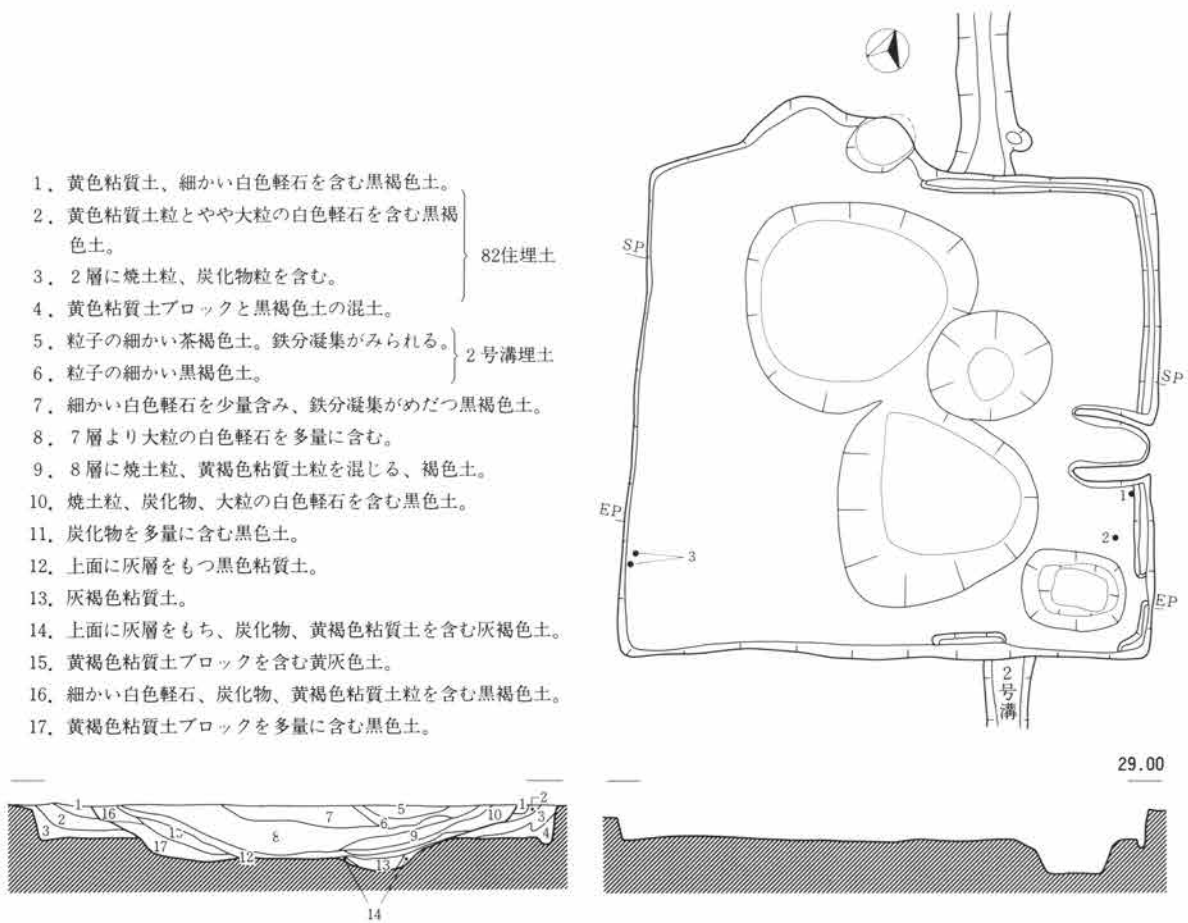 1．黄色粘質土、細かい白色軽石を含む黒褐色土。
2．黄色粘質土粒とやや大粒の白色軽石を含む黒褐
色土。
3．2層に焼土粒、炭化物粒を含む。
4．黄色粘質土ブロックと黒褐色土の混土。
82住埋土
5．粒子の細かい茶褐色土。鉄分凝集がみられる。
6．粒子の細かい黒褐色土。
2号溝埋土
7．細かい白色軽石を少量含み、鉄分凝集がめだつ黒褐色土。
8．7層より大粒の白色軽石を多量に含む。
9．8層に焼土粒、黄褐色粘質土粒を混じる、褐色土。
10．焼土粒、炭化物、大粒の白色軽石を含む黒色土。
11．炭化物を多量に含む黒色土。
12．上面に灰層をもつ黒色粘質土。
13．灰褐色粘質土。
14．上面に灰層をもち、炭化物、黄褐色粘質土を含む灰褐色土。
15．黄褐色粘質土ブロックを含む黄灰色土。
16．細かい白色軽石、炭化物、黄褐色粘質土粒を含む黒褐色土。
17．黄褐色粘質土ブロックを多量に含む黒色土。
SP
SP
EP
1
2
3
EP
2号溝
29.00
1
2
3
16
17
12
8
7
5
6
9
10
13
14
1
2
3
4